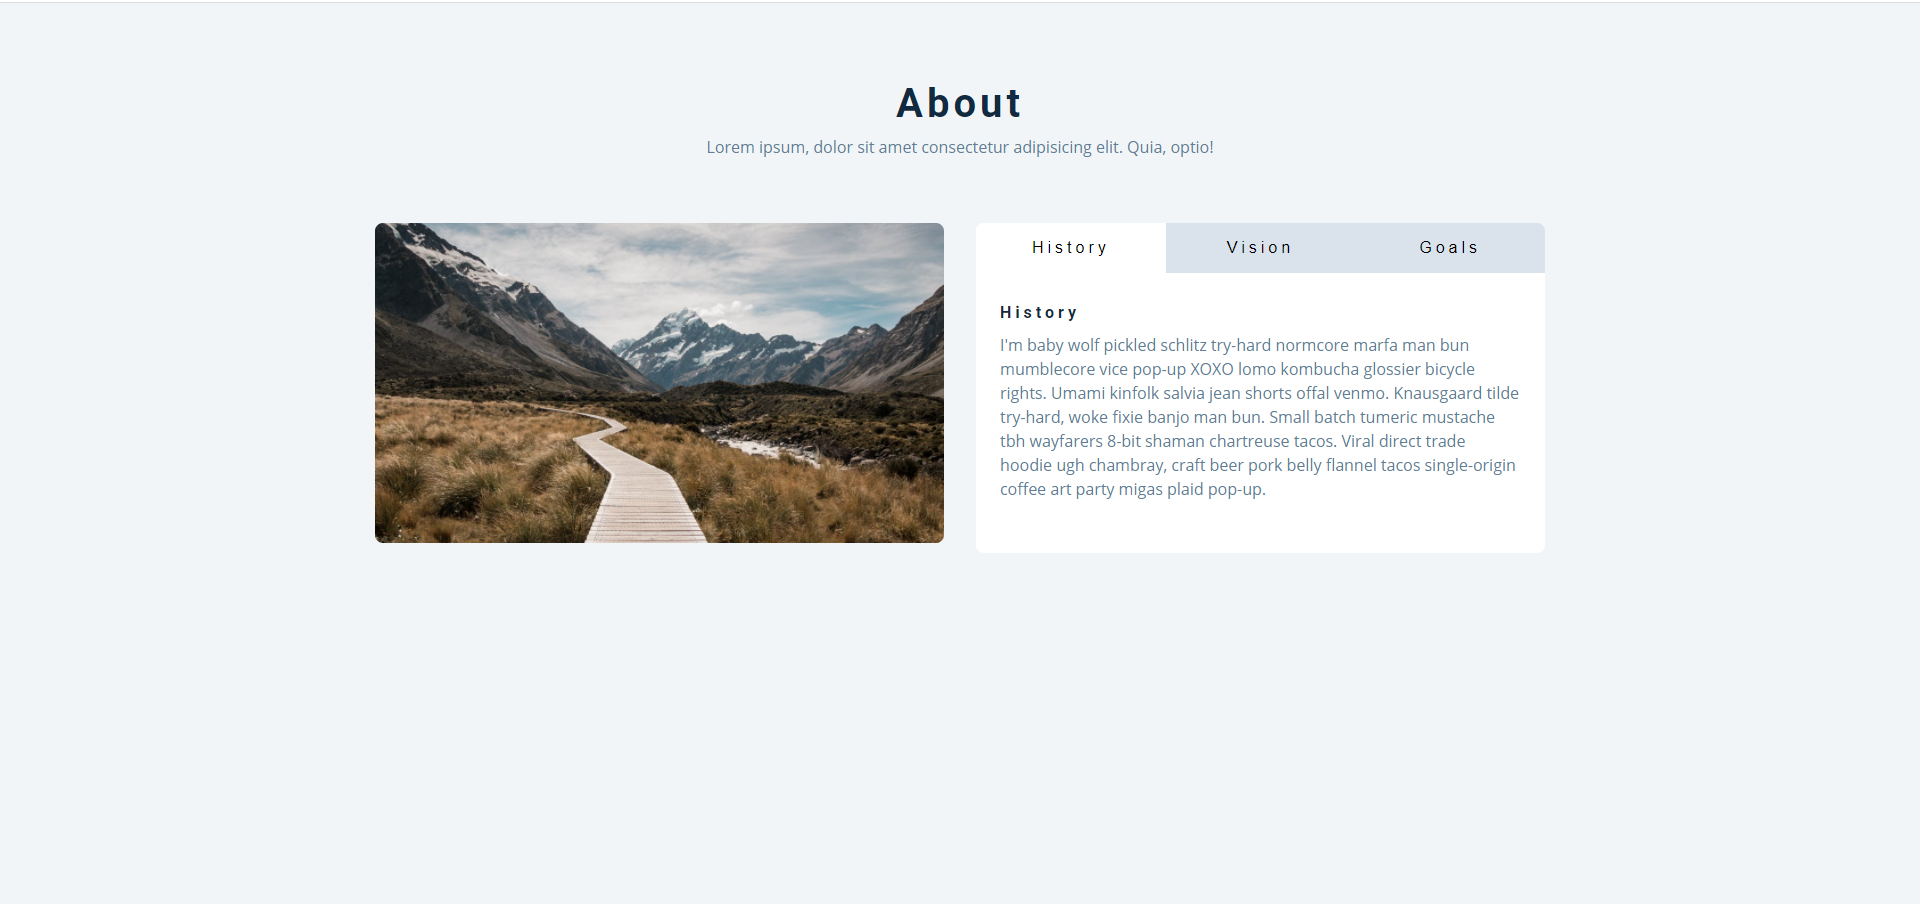 About
Lorem ipsum, dolor sit amet consectetur adipisicing elit. Quia, optio!
History
Vision
Goals
History
I'm baby wolf pickled schlitz try-hard normcore marfa man bun
mumblecore vice pop-up XOXO lomo kombucha glossier bicycle
rights. Umami kinfolk salvia jean shorts offal venmo. Knausgaard tilde
try-hard, woke fixie banjo man bun. Small batch tumeric mustache
tbh wayfarers 8-bit shaman chartreuse tacos. Viral direct trade
hoodie ugh chambray, craft beer pork belly flannel tacos single-origin
coffee art party migas plaid pop-up.